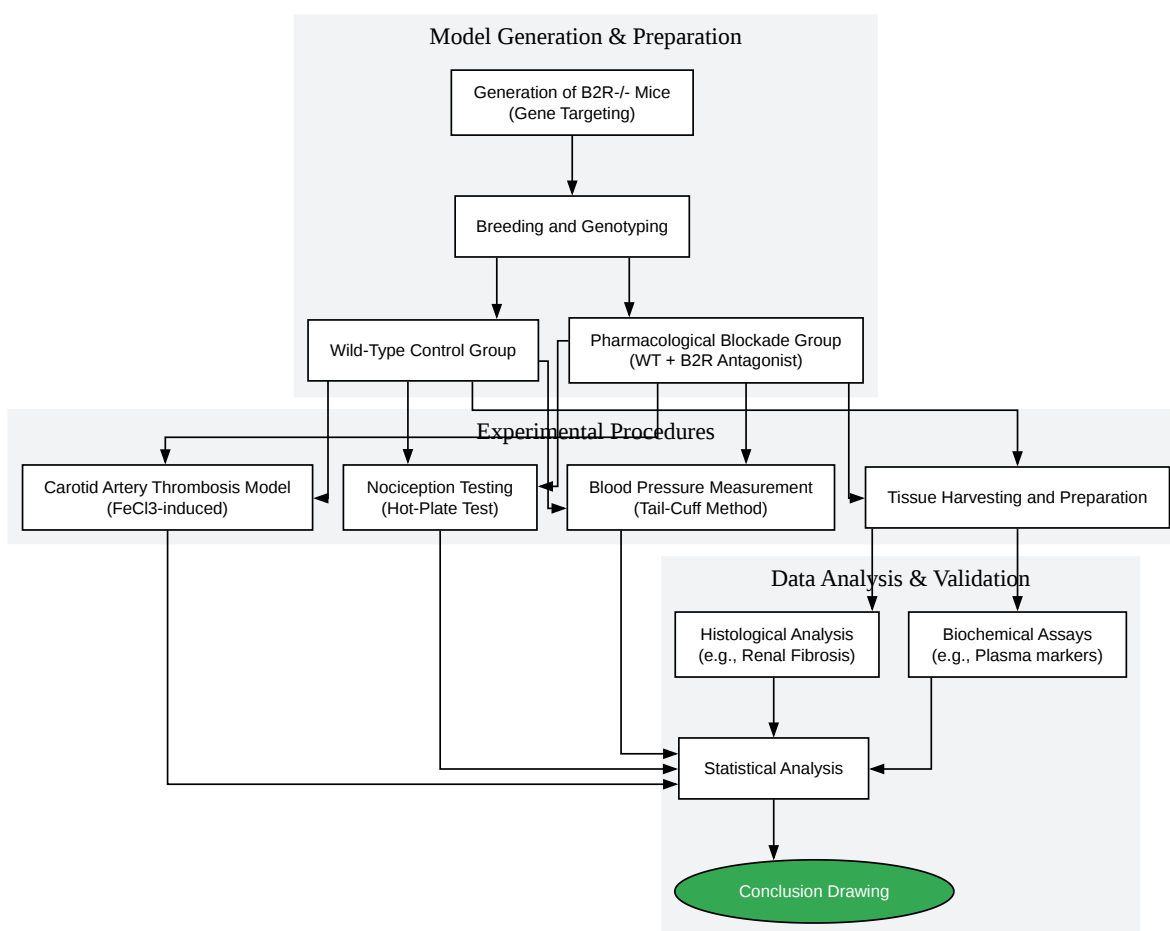 Model Generation & Preparation
Generation of B2R-/- Mice
(Gene Targeting)
Breeding and Genotyping
Wild-Type Control Group
Pharmacological Blockade Group
(WT + B2R Antagonist)
Experimental Procedures
Carotid Artery Thrombosis Model
(FeCl3-induced)
Nociception Testing
(Hot-Plate Test)
Blood Pressure Measurement
(Tail-Cuff Method)
Tissue Harvesting and Preparation
Data Analysis & Validation
Histological Analysis
(e.g., Renal Fibrosis)
Biochemical Assays
(e.g., Plasma markers)
Statistical Analysis
Conclusion Drawing